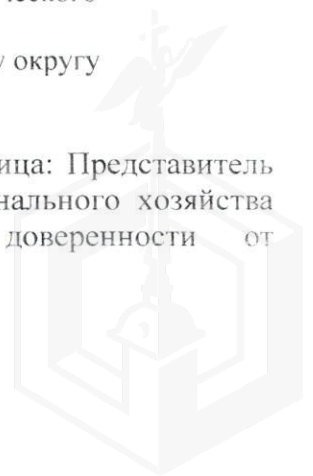 у округу
ица: Представитель
нального хозяйства
доверенности от